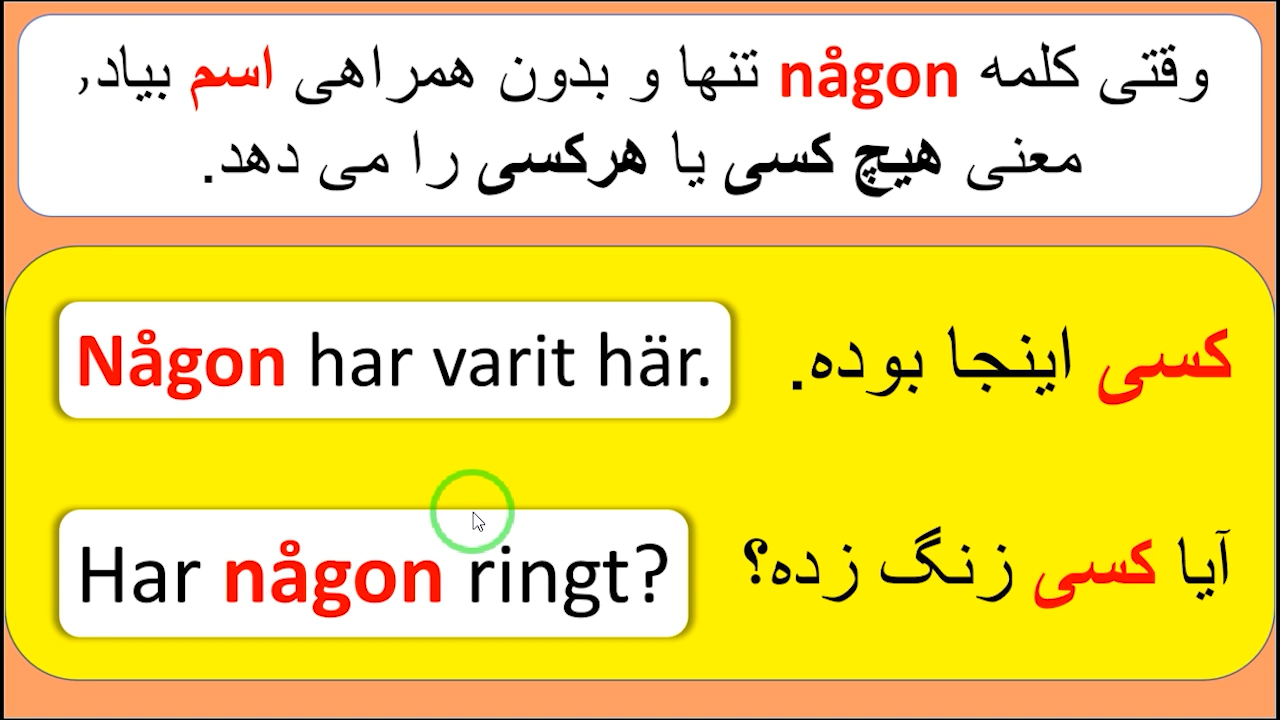 وقتی کلمه någon تنها و بدون همراهی اسم بیاد,
معنی هیچ کسی یا هرکسی را می دهد.
Någon har varit här.
کسی اینجا بوده.
Har någon ringt?
آیا کسی زنگ زده؟